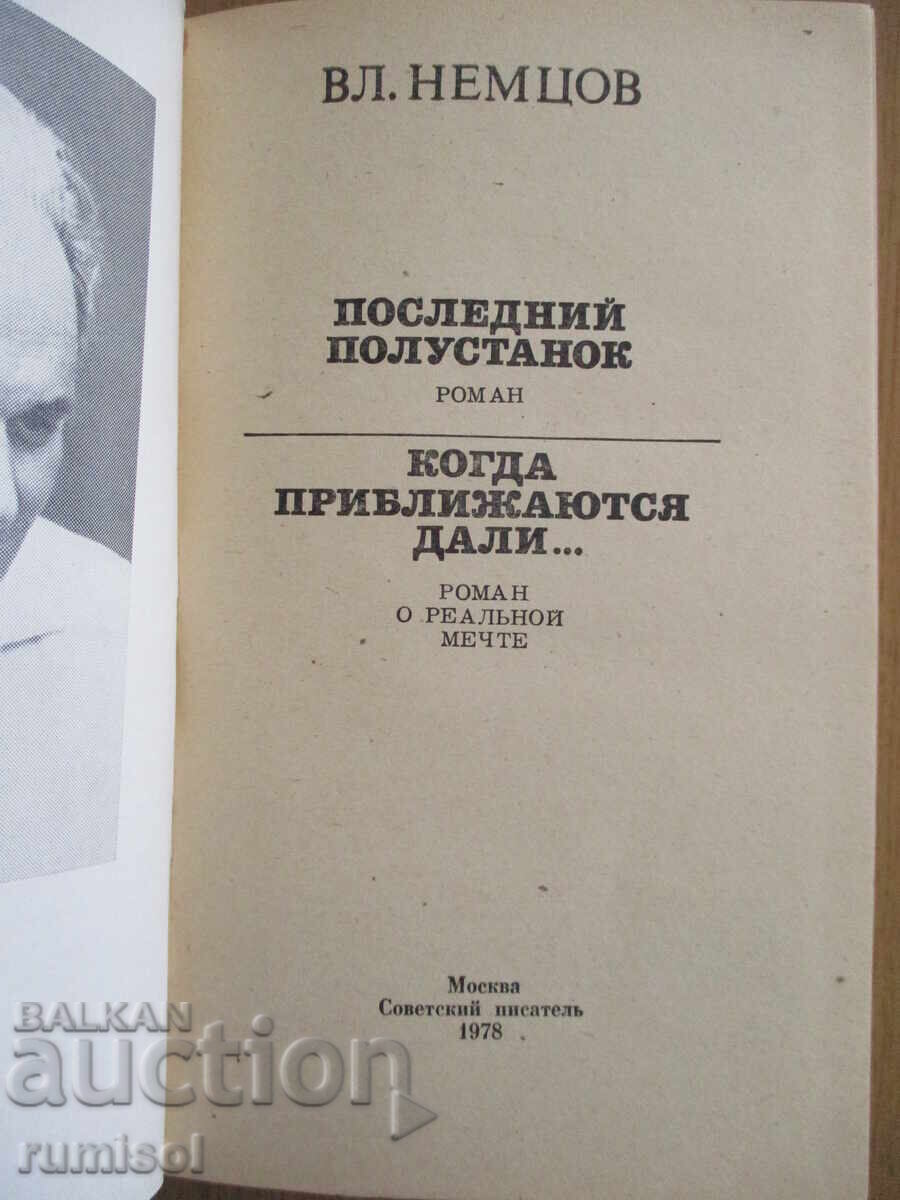 ВЛ. НЕМЦОВ
ПОСЛЕДНИЙ
ПОЛУСТАНОК
РОМАН
КОГДА
ПРИБЛИЖАЮТСЯ
ДАЛИ...
РОМАН
О РЕАЛЬНОЙ
МЕЧТЕ
Москва
Советский писатель
1978
BALKAN
auction
rumisol